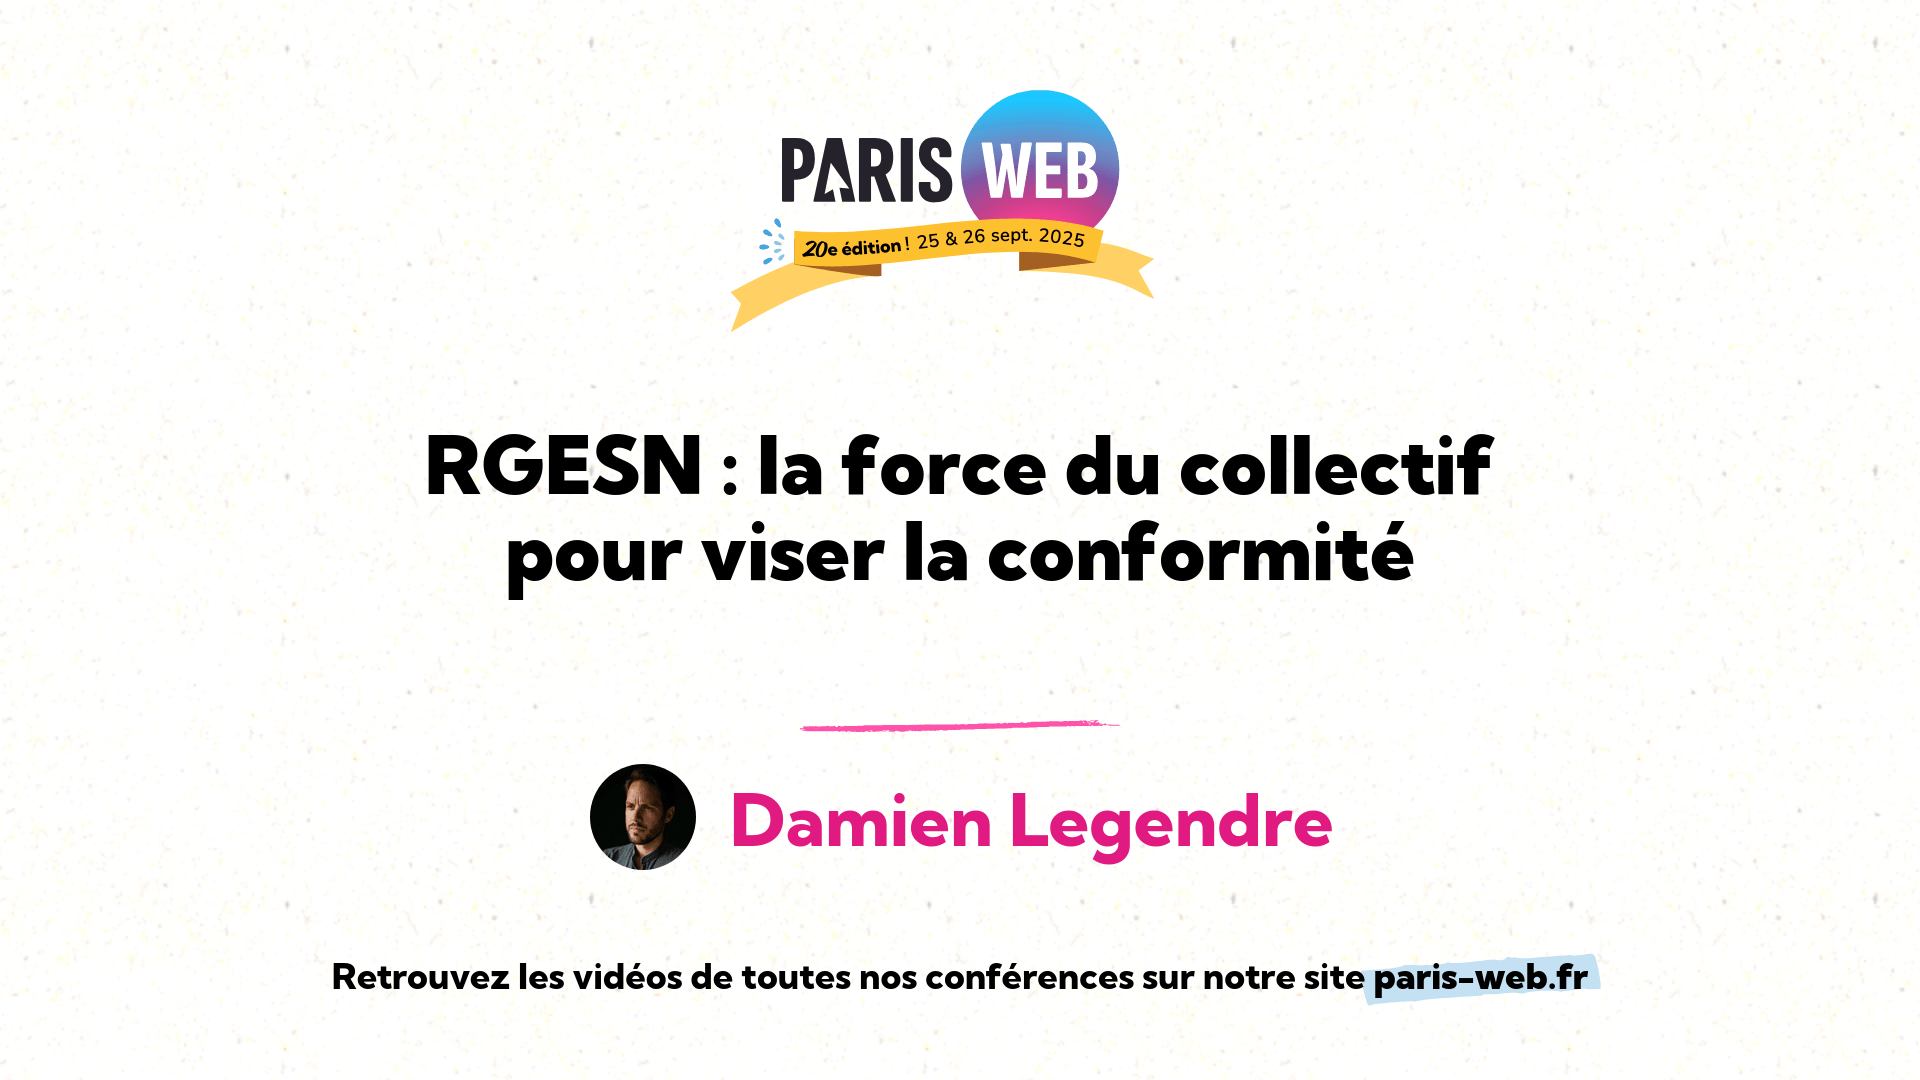 PARIS WEB
20e édition ! 25 & 26 sept. 2025
RGESN : la force du collectif
pour viser la conformité
Damien Legendre
Retrouvez les vidéos de toutes nos conférences sur notre site paris-web.fr